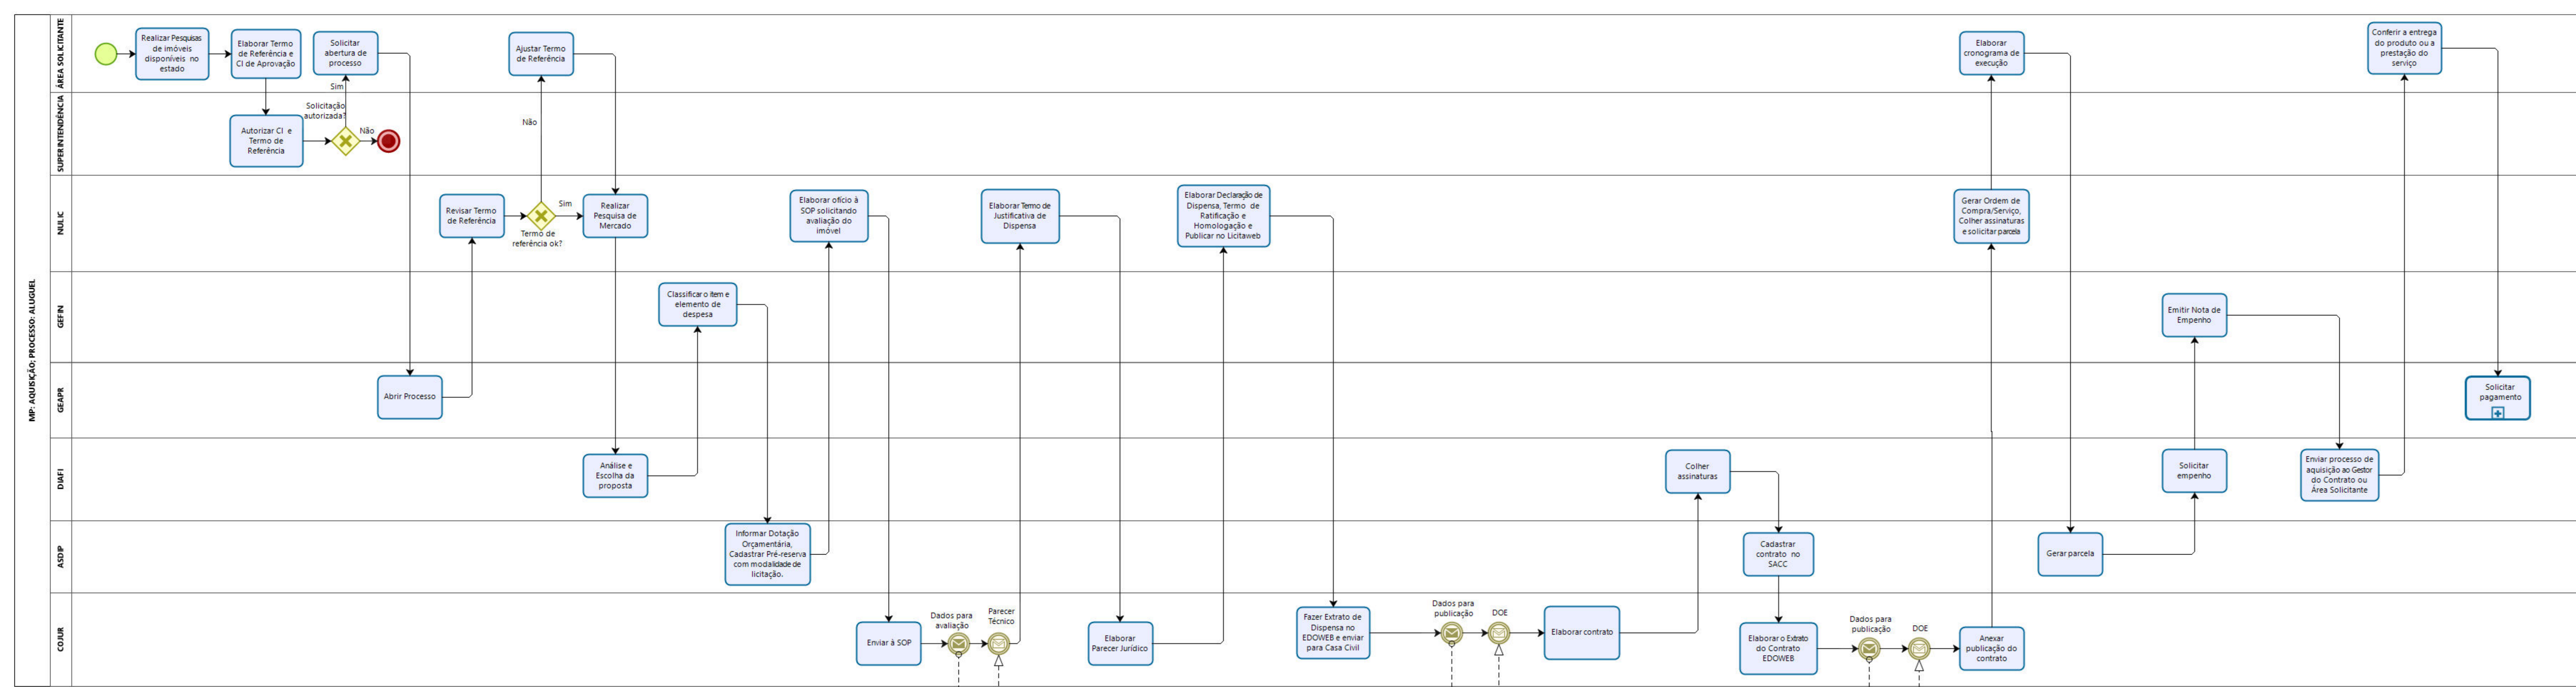 MP: AQUISIÇÃO; PROCESSO: ALUGUEL
ÁREA SOLICITANTE
Realizar Pesquisas
de imóveis
disponíveis no
estado
Elaborar Termo
de Referência e
CI de Aprovação
Solicitar
abertura de
processo
Sim
Ajustar Termo
de Referência
Elaborar
cronograma de
execução
Conferir a entrega
do produto ou a
prestação do
serviço
SUPERINTENDÊNCIA
Autorizar CI e
Termo de
Referência
Solicitação
autorizada?
Não
Não
NULIC
Revisar Termo
de Referência
Termo de
referência ok?
Sim
Realizar
Pesquisa de
Mercado
Elaborar ofício à
SOP solicitando
avaliação do
imóvel
Elaborar Termo de
Justificativa de
Dispensa
Elaborar Declaração de
Dispensa, Termo de
Ratificação e
Homologação e
Publicar no Licitaweb
Gerar Ordem de
Compra/Serviço,
Colher assinaturas
e solicitar parcela
GEFIN
Classificar o item e
elemento de
despesa
Emitir Nota de
Empenho
GEAPR
Abrir Processo
Solicitar
pagamento
DIAFI
Análise e
Escolha da
proposta
Colher
assinaturas
Solicitar
empenho
Enviar processo de
aquisição ao Gestor
do Contrato ou
Área Solicitante
ASDIP
Informar Dotação
Orçamentária,
Cadastrar Pré-reserva
com modalidade de
licitação.
Cadastrar
contrato no
SACC
Gerar parcela
COJUR
Enviar à SOP
Dados para
avaliação
Parecer
Técnico
Elaborar
Parecer Jurídico
Fazer Extrato de
Dispensa no
EDOWEB e enviar
para Casa Civil
Dados para
publicação
DOE
Elaborar contrato
Elaborar o Extrato
do Contrato
EDOWEB
Dados para
publicação
DOE
Anexar
publicação do
contrato